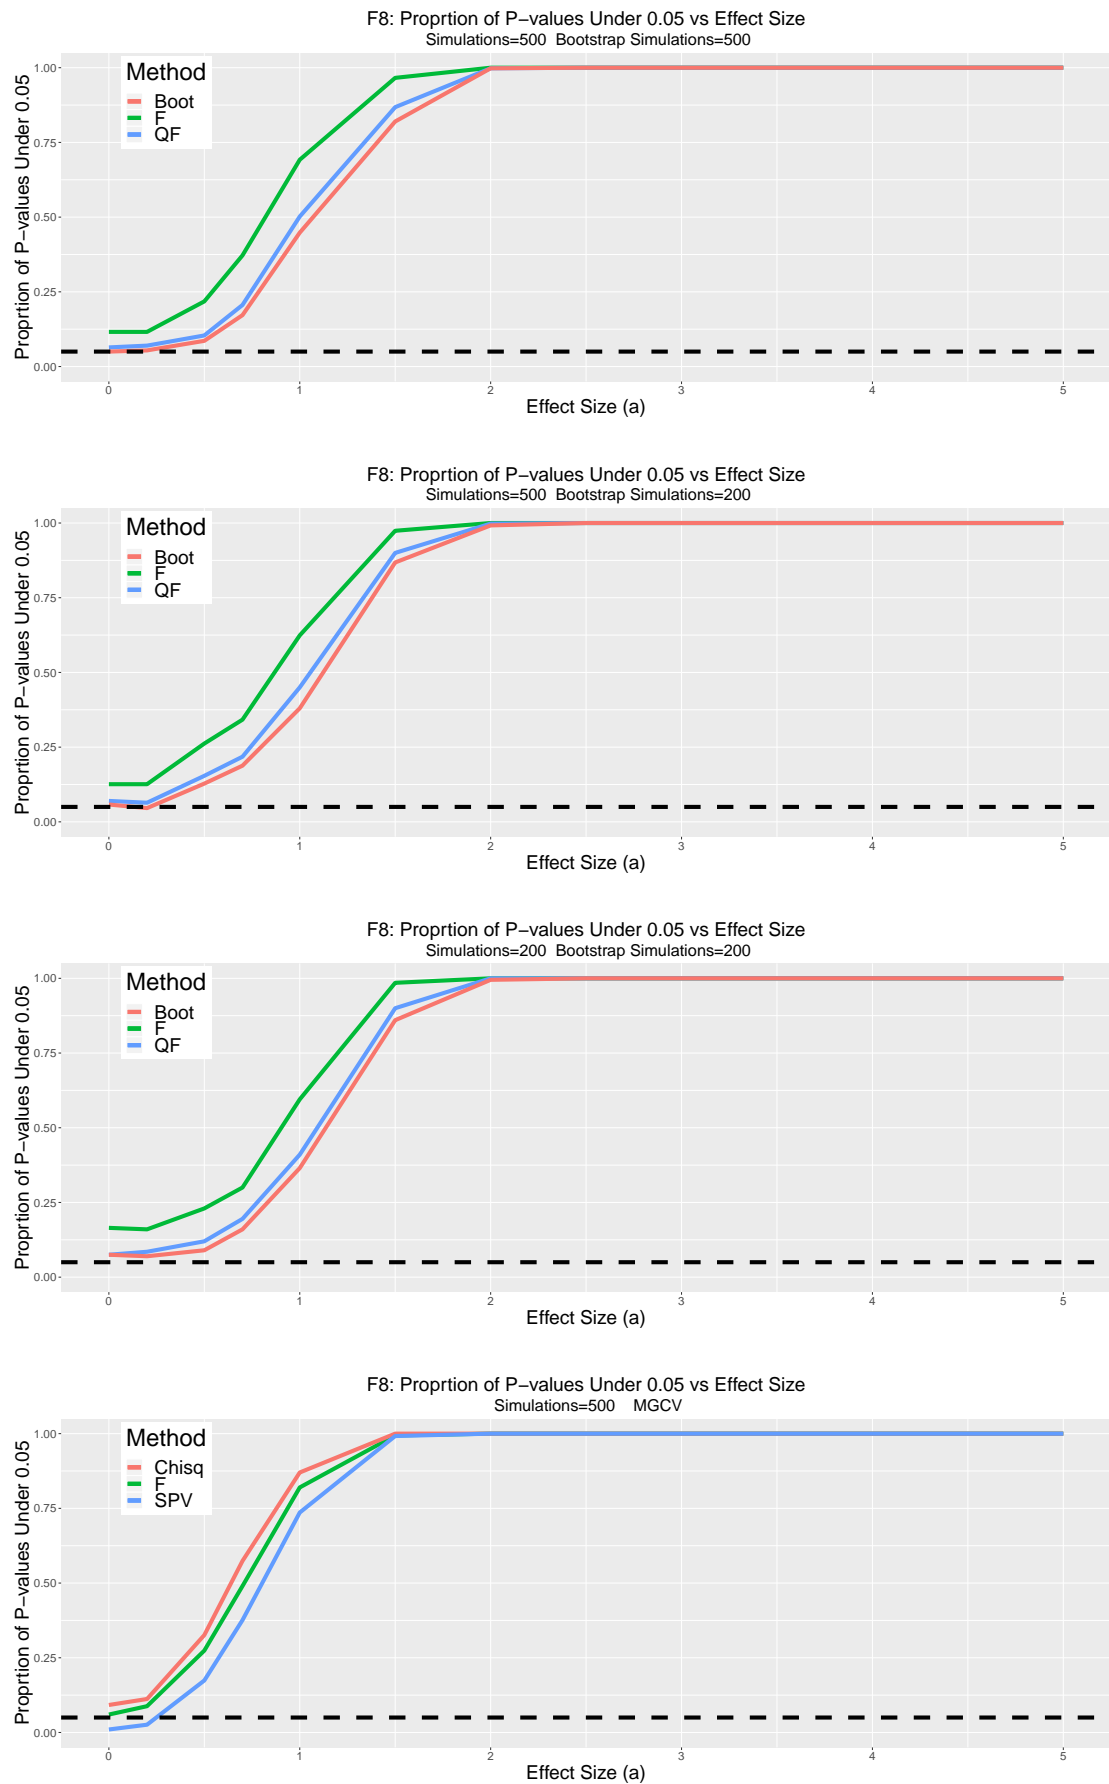 F8: Proprtion of P−values Under 0.05 vs Effect Size
Simulations=500 Bootstrap Simulations=500
Proprtion of P−values Under 0.05
1.00
0.75
0.50
0.25
0.00
Method
Boot
F
QF
0 1 2 3 4 5
Effect Size (a)
F8: Proprtion of P−values Under 0.05 vs Effect Size
Simulations=500 Bootstrap Simulations=200
Proprtion of P−values Under 0.05
1.00
0.75
0.50
0.25
0.00
Method
Boot
F
QF
0 1 2 3 4 5
Effect Size (a)
F8: Proprtion of P−values Under 0.05 vs Effect Size
Simulations=200 Bootstrap Simulations=200
Proprtion of P−values Under 0.05
1.00
0.75
0.50
0.25
0.00
Method
Boot
F
QF
0 1 2 3 4 5
Effect Size (a)
F8: Proprtion of P−values Under 0.05 vs Effect Size
Simulations=500 MGCV
Proprtion of P−values Under 0.05
1.00
0.75
0.50
0.25
0.00
Method
Chisq
F
SPV
0 1 2 3 4 5
Effect Size (a)